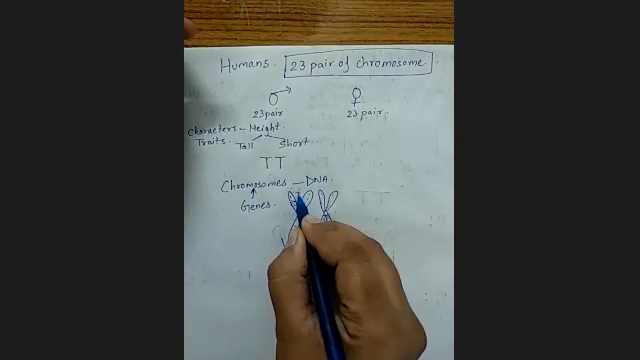 Humans. 23 pair of chromosome.
♂ ♀
23 pair 23 pair.
Characters - Height.
Traits. Tall Short
TT
Chromosomes — DNA.
Genes.